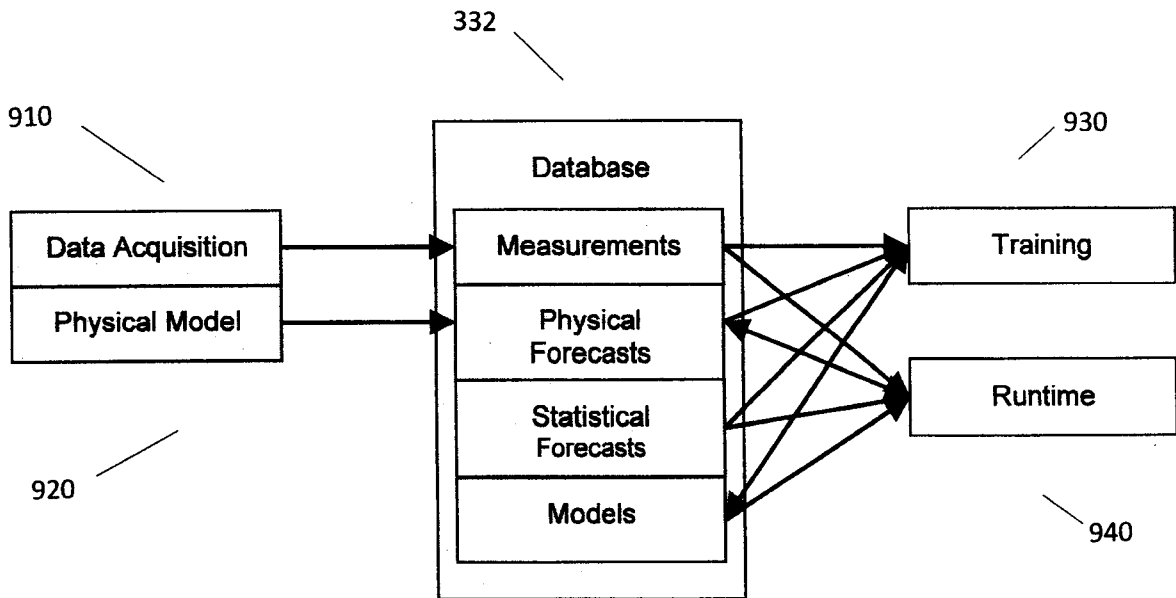 332
910
930
Database
Data Acquisition
Measurements
Training
Physical Model
Physical
Forecasts
Runtime
Statistical
Forecasts
920
Models
940